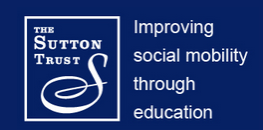 THE
SUTTON
TRUST
S
Improving
social mobility
through
education